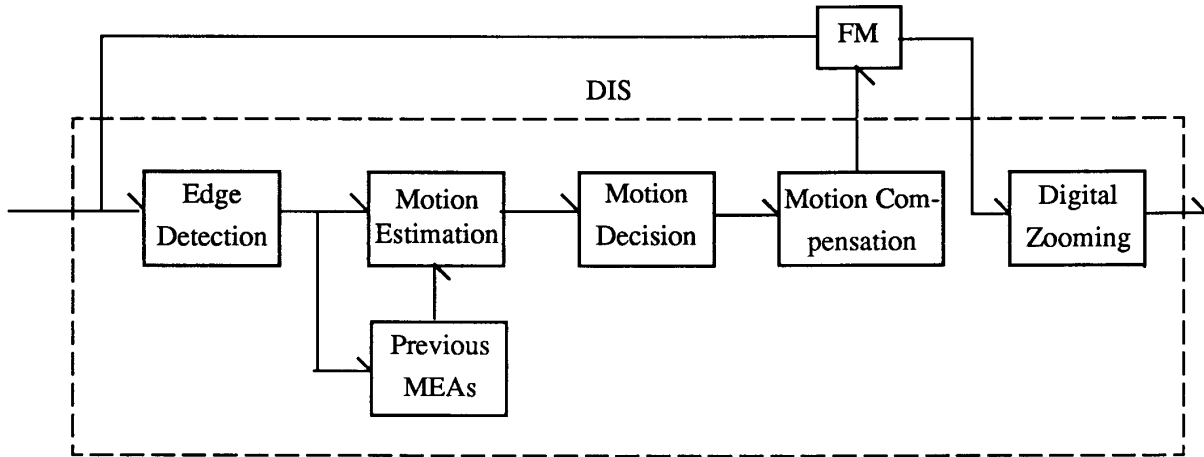 FM
DIS
Edge
Detection
Motion
Estimation
Motion
Decision
Motion Com-
pensation
Digital
Zooming
Previous
MEAs